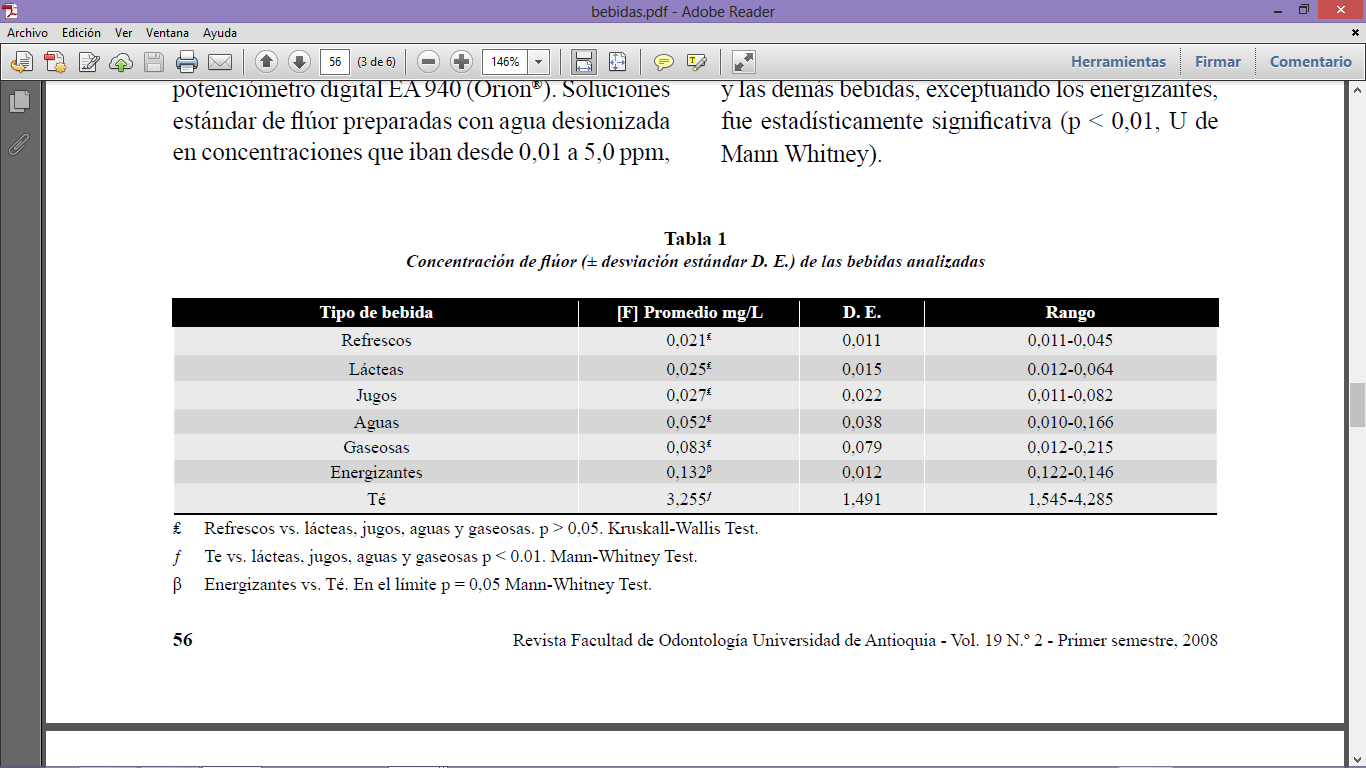 bebidas.pdf - Adobe Reader
Archivo Edición Ver Ventana Ayuda
56 (3 de 6) 146% Herramientas Firmar Comentario
potenciómetro digital EA 940 (Orion®). Soluciones
estándar de flúor preparadas con agua desionizada
en concentraciones que iban desde 0,01 a 5,0 ppm,
y las demás bebidas, exceptuando los energizantes,
fue estadísticamente significativa (p < 0,01, U de
Mann Whitney).
Tabla 1
Concentración de flúor (± desviación estándar D. E.) de las bebidas analizadas
Tipo de bebida [F] Promedio mg/L D. E. Rango
Refrescos 0,021₤ 0,011 0,011-0,045
Lácteas 0,025₤ 0,015 0.012-0,064
Jugos 0,027₤ 0,022 0,011-0,082
Aguas 0,052₤ 0,038 0,010-0,166
Gaseosas 0,083₤ 0,079 0,012-0,215
Energizantes 0,132β 0,012 0,122-0,146
Té 3,255ƒ 1,491 1,545-4,285
₤ Refrescos vs. lácteas, jugos, aguas y gaseosas. p > 0,05. Kruskall-Wallis Test.
ƒ Te vs. lácteas, jugos, aguas y gaseosas p < 0.01. Mann-Whitney Test.
β Energizantes vs. Té. En el límite p = 0,05 Mann-Whitney Test.
56 Revista Facultad de Odontología Universidad de Antioquia - Vol. 19 N.º 2 - Primer semestre, 2008